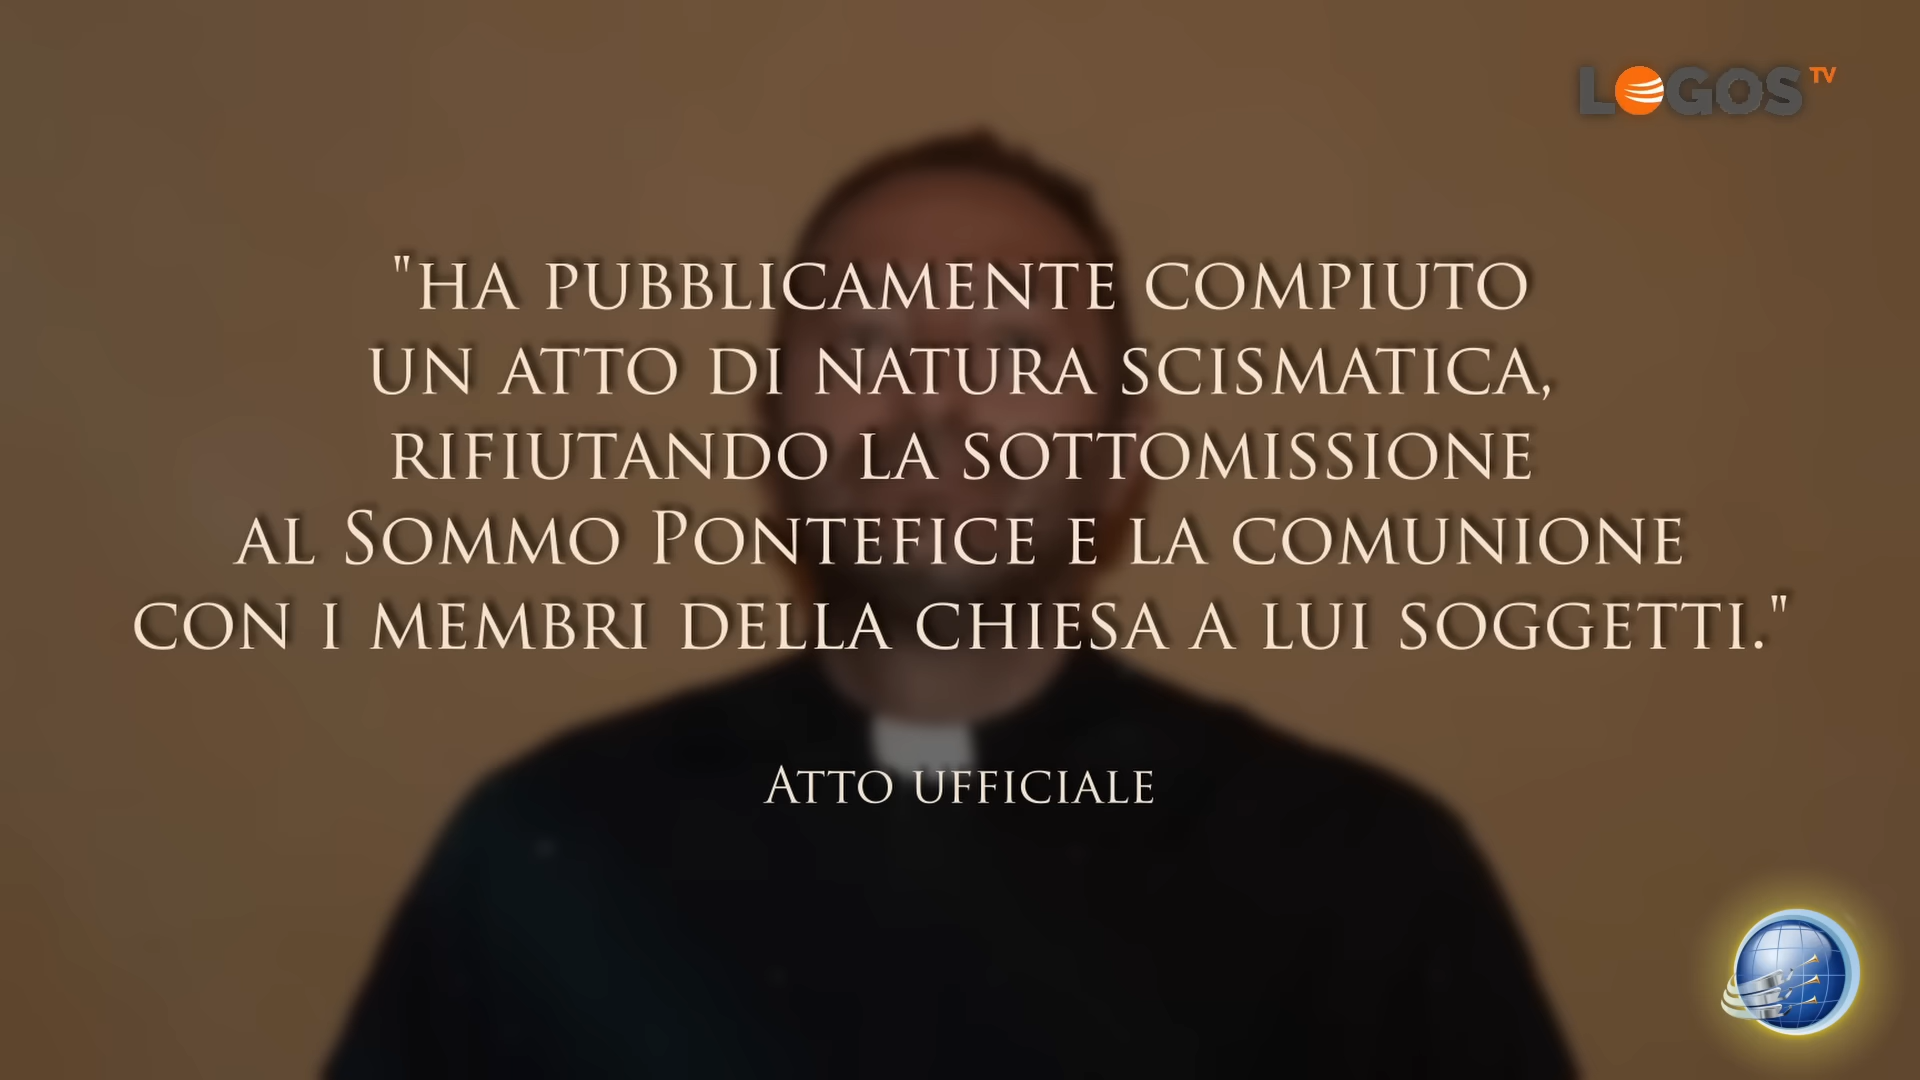 LOGOS TV
"HA PUBBLICAMENTE COMPIUTO
UN ATTO DI NATURA SCISMATICA,
RIFIUTANDO LA SOTTOMISSIONE
AL SOMMO PONTEFICE E LA COMUNIONE
CON I MEMBRI DELLA CHIESA A LUI SOGGETTI."
ATTO UFFICIALE